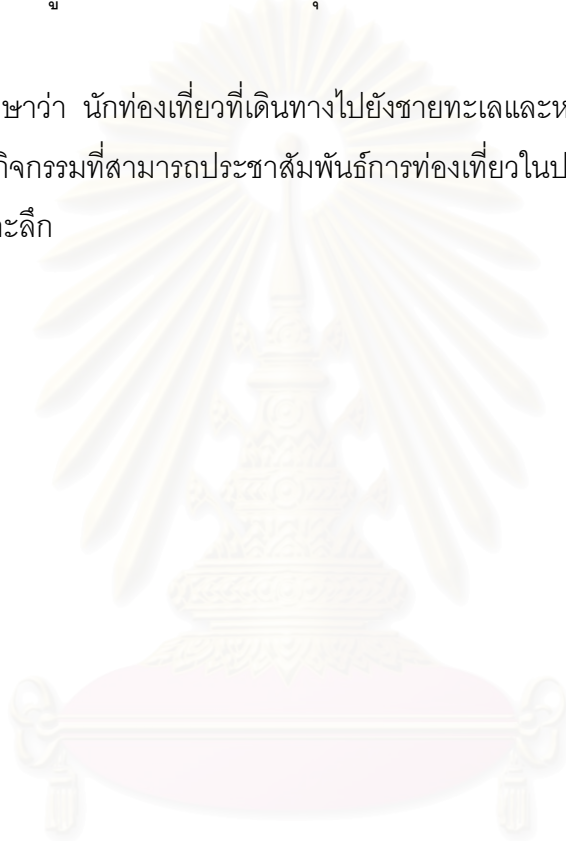 ษาว่า นักท่องเที่ยวที่เดินทางไปยังชายทะเลและห
กิจกรรมที่สามารถประชาสัมพันธ์การท่องเที่ยวในป
ะลึก